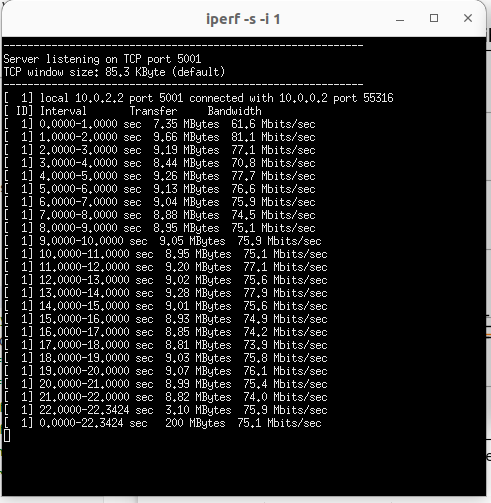 iperf -s -i 1
------------------------------------------------------------
Server listening on TCP port 5001
TCP window size: 85.3 KByte (default)
------------------------------------------------------------
[  1] local 10.0.2.2 port 5001 connected with 10.0.0.2 port 55316
[ ID] Interval       Transfer     Bandwidth
[  1] 0.0000-1.0000 sec  7.35 MBytes  61.6 Mbits/sec
[  1] 1.0000-2.0000 sec  9.66 MBytes  81.1 Mbits/sec
[  1] 2.0000-3.0000 sec  9.19 MBytes  77.1 Mbits/sec
[  1] 3.0000-4.0000 sec  8.44 MBytes  70.8 Mbits/sec
[  1] 4.0000-5.0000 sec  9.26 MBytes  77.7 Mbits/sec
[  1] 5.0000-6.0000 sec  9.13 MBytes  76.6 Mbits/sec
[  1] 6.0000-7.0000 sec  9.04 MBytes  75.9 Mbits/sec
[  1] 7.0000-8.0000 sec  8.88 MBytes  74.5 Mbits/sec
[  1] 8.0000-9.0000 sec  8.95 MBytes  75.1 Mbits/sec
[  1] 9.0000-10.0000 sec  9.05 MBytes  75.9 Mbits/sec
[  1] 10.0000-11.0000 sec  8.95 MBytes  75.1 Mbits/sec
[  1] 11.0000-12.0000 sec  9.20 MBytes  77.1 Mbits/sec
[  1] 12.0000-13.0000 sec  9.02 MBytes  75.6 Mbits/sec
[  1] 13.0000-14.0000 sec  9.28 MBytes  77.9 Mbits/sec
[  1] 14.0000-15.0000 sec  9.01 MBytes  75.6 Mbits/sec
[  1] 15.0000-16.0000 sec  8.93 MBytes  74.9 Mbits/sec
[  1] 16.0000-17.0000 sec  8.85 MBytes  74.2 Mbits/sec
[  1] 17.0000-18.0000 sec  8.81 MBytes  73.9 Mbits/sec
[  1] 18.0000-19.0000 sec  9.03 MBytes  75.8 Mbits/sec
[  1] 19.0000-20.0000 sec  9.07 MBytes  76.1 Mbits/sec
[  1] 20.0000-21.0000 sec  8.99 MBytes  75.4 Mbits/sec
[  1] 21.0000-22.0000 sec  8.82 MBytes  74.0 Mbits/sec
[  1] 22.0000-22.3424 sec  3.10 MBytes  75.9 Mbits/sec
[  1] 0.0000-22.3424 sec   200 MBytes  75.1 Mbits/sec